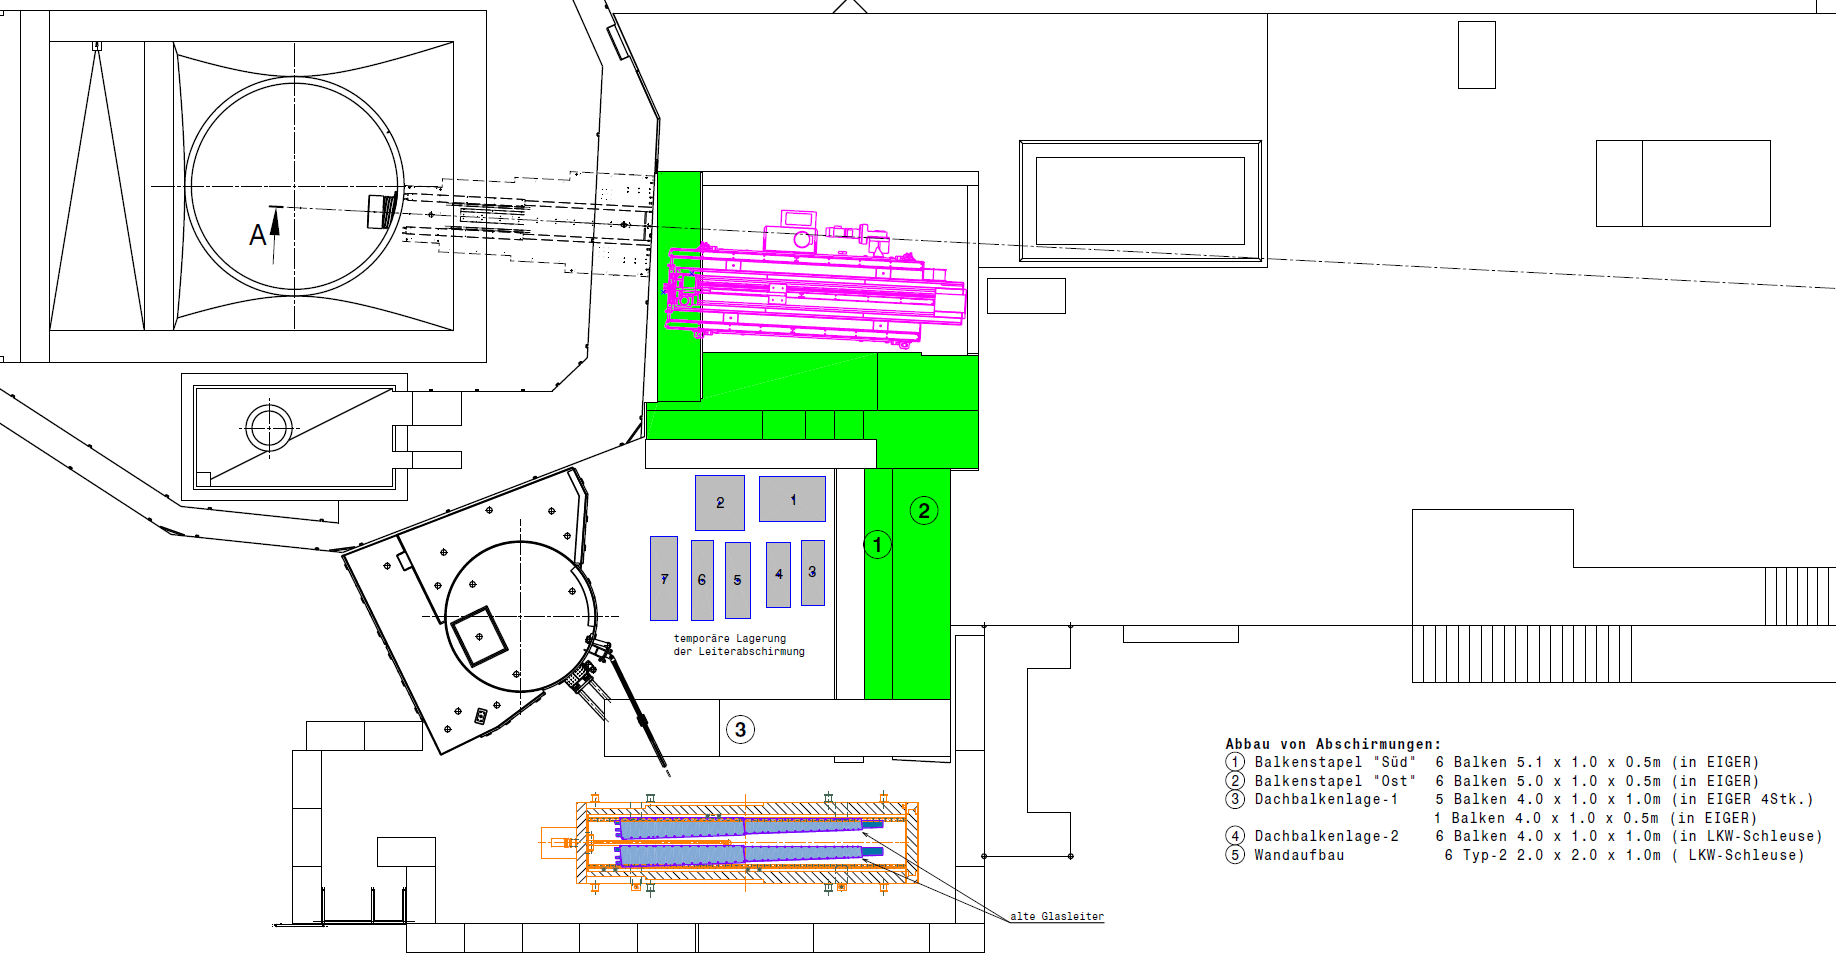 A
2
1
7
6
5
4
3
temporäre Lagerung
der Leiterabschirmung
1
2
3
Abbau von Abschirmungen:
1 Balkenstapel "Süd" 6 Balken 5.1 x 1.0 x 0.5m (in EIGER)
2 Balkenstapel "Ost" 6 Balken 5.0 x 1.0 x 0.5m (in EIGER)
3 Dachbalkenlage-1 5 Balken 4.0 x 1.0 x 1.0m (in EIGER 4Stk.)
1 Balken 4.0 x 1.0 x 0.5m (in EIGER)
4 Dachbalkenlage-2 6 Balken 4.0 x 1.0 x 1.0m (in LKW-Schleuse)
5 Wandaufbau 6 Typ-2 2.0 x 2.0 x 1.0m ( LKW-Schleuse)
alte Glasleiter